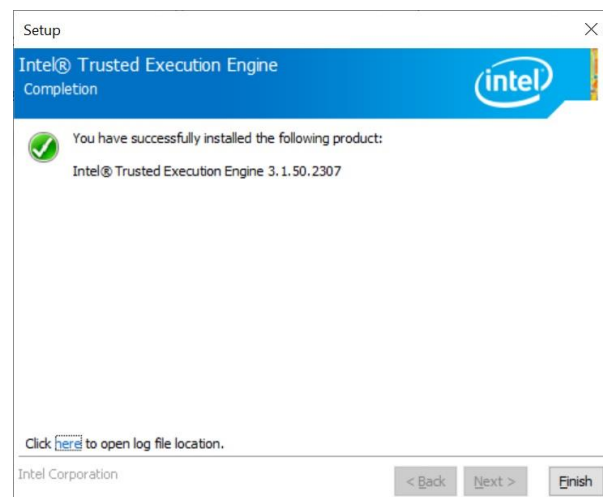 Setup
Intel® Trusted Execution Engine
Completion
intel
You have successfully installed the following product:
Intel® Trusted Execution Engine 3.1.50.2307
Click here to open log file location.
Intel Corporation
< Back Next > Finish